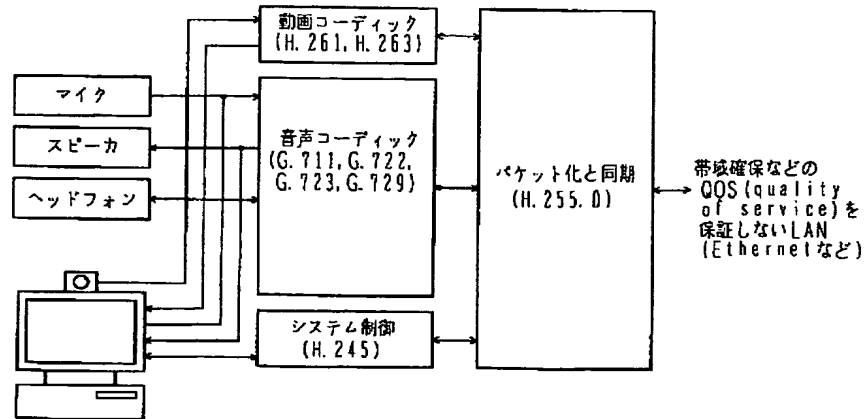 動画コーディック
(H.261, H.263)
マイク
スピーカ
ヘッドフォン
音声コーディック
(G.711, G.722,
G.723, G.729)
システム制御
(H.245)
パケット化と同期
(H.255.0)
帯域確保などの
QOS(quality
of service)を
保証しないLAN
(Ethernetなど)